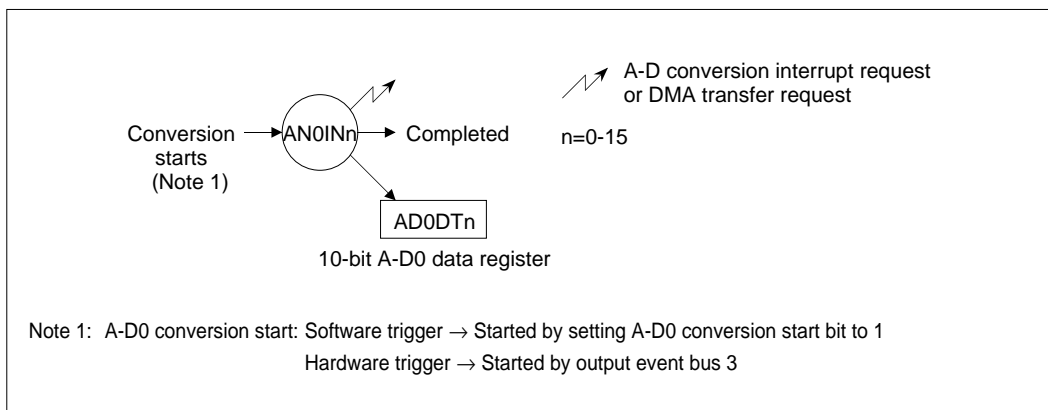 A-D conversion interrupt request
or DMA transfer request
Conversion
starts
(Note 1)
AN0INn
Completed
n=0-15
AD0DTn
10-bit A-D0 data register
Note 1: A-D0 conversion start: Software trigger → Started by setting A-D0 conversion start bit to 1
Hardware trigger → Started by output event bus 3